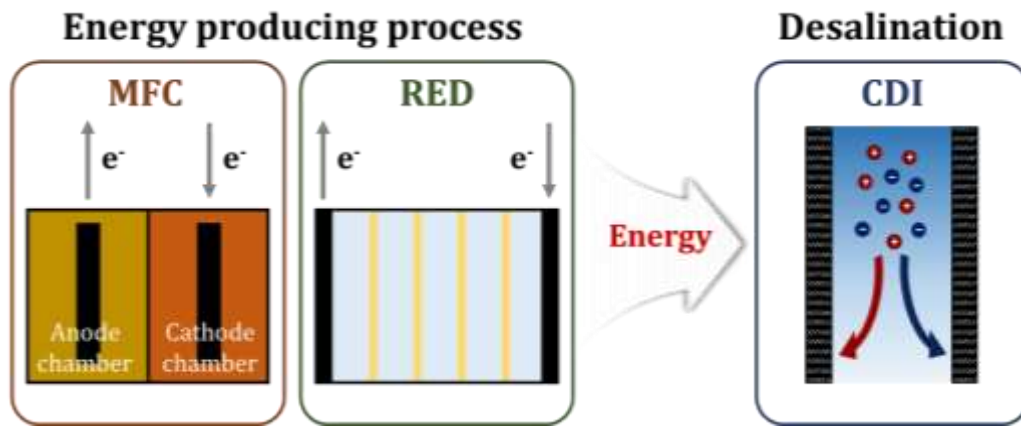 Energy producing process
Desalination
MFC
RED
CDI
e-
e-
e-
e-
Energy
Anode
chamber
Cathode
chamber
+
+
-
+
-
-
+
-
-
+